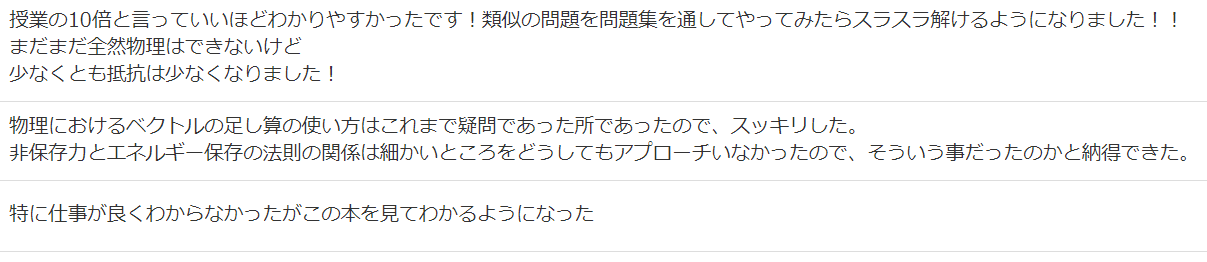 授業の10倍と言っていいほどわかりやすかったです！類似の問題を問題集を通してやってみたらスラスラ解けるようになりました！！
まだまだ全然物理はできないけど
少なくとも抵抗は少なくなりました！
物理におけるベクトルの足し算の使い方はこれまで疑問であった所であったので、スッキリした。
非保存力とエネルギー保存の法則の関係は細かいところをどうしてもアプローチいなかったので、そういう事だったのかと納得できた。
特に仕事が良くわからなかったがこの本を見てわかるようになった